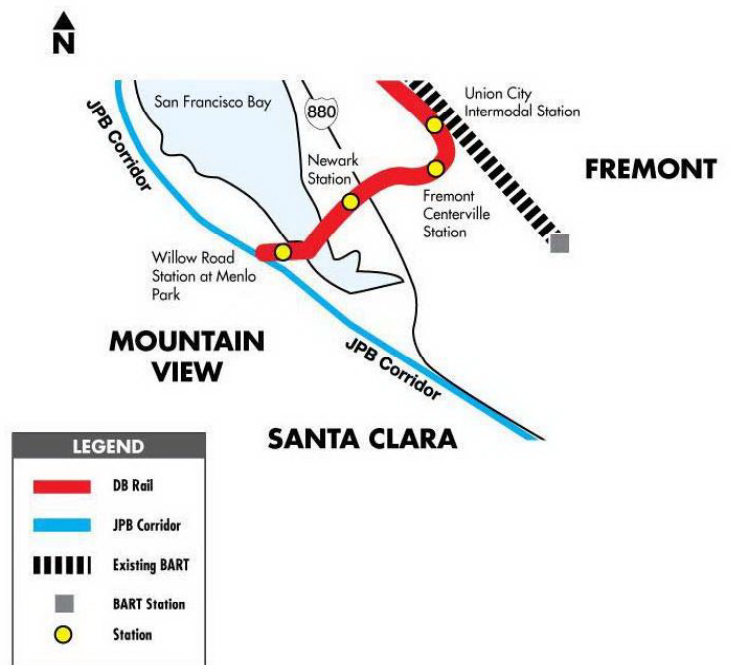 N
San Francisco Bay
880
Union City
Intermodal Station
JPB Corridor
Newark
Station
FREMONT
Fremont
Centerville
Station
Willow Road
Station at Menlo
Park
MOUNTAIN
VIEW
JPB Corridor
SANTA CLARA
LEGEND
DB Rail
JPB Corridor
Existing BART
BART Station
Station